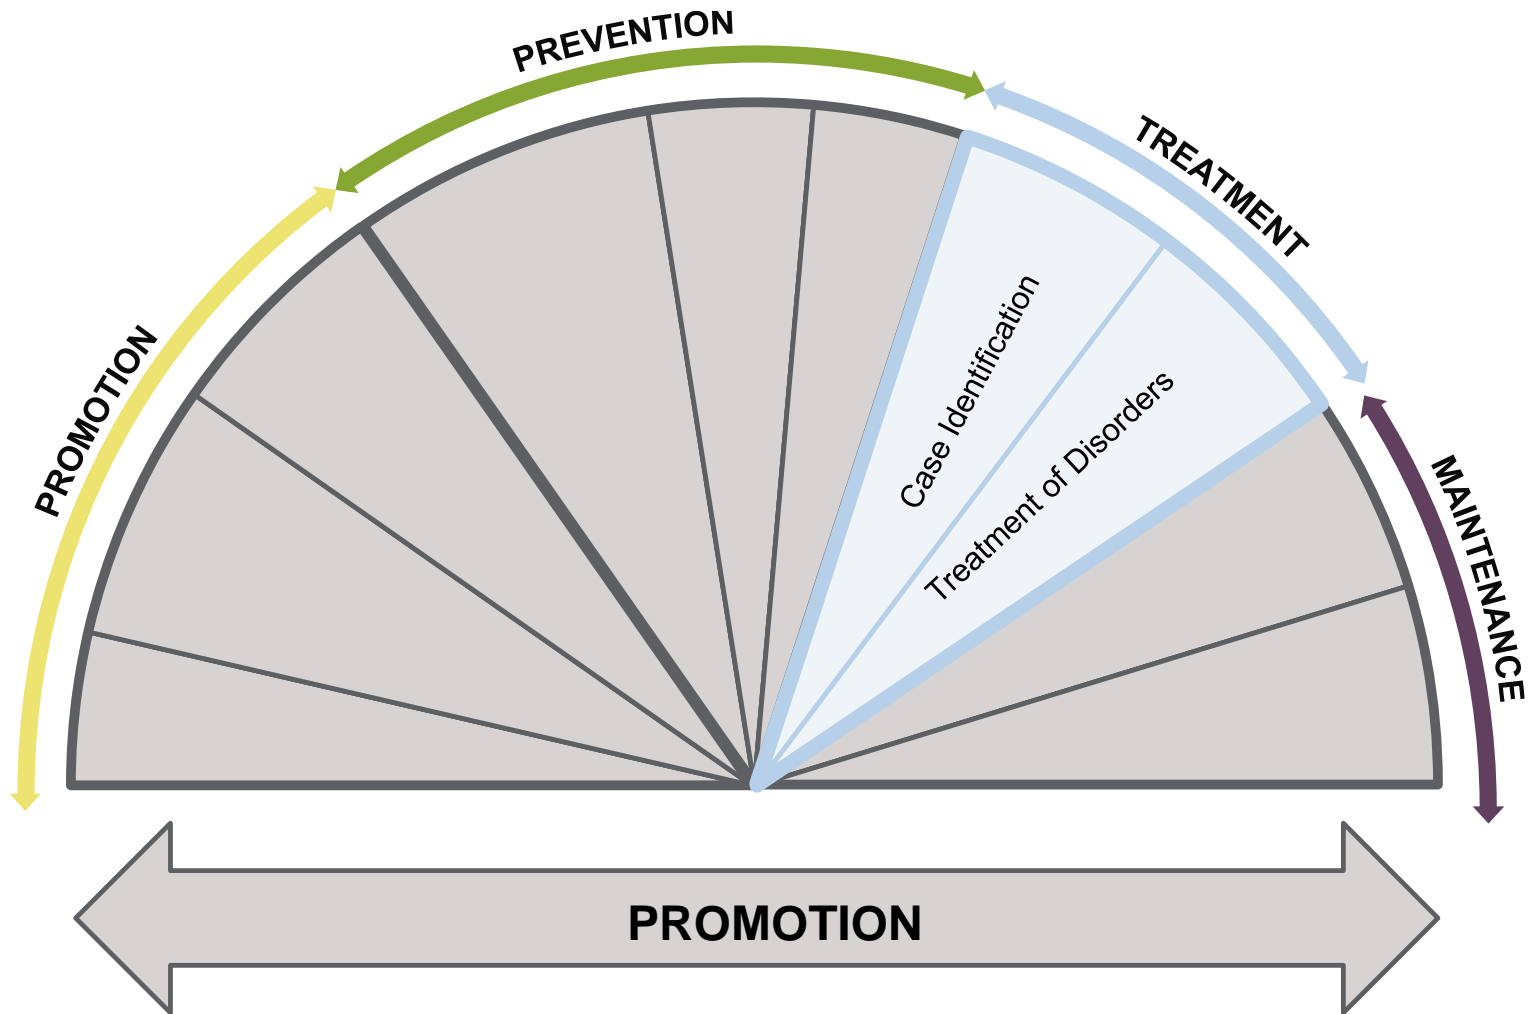 PREVENTION
TREATMENT
PROMOTION
Case Identification
Treatment of Disorders
MAINTENANCE
PROMOTION